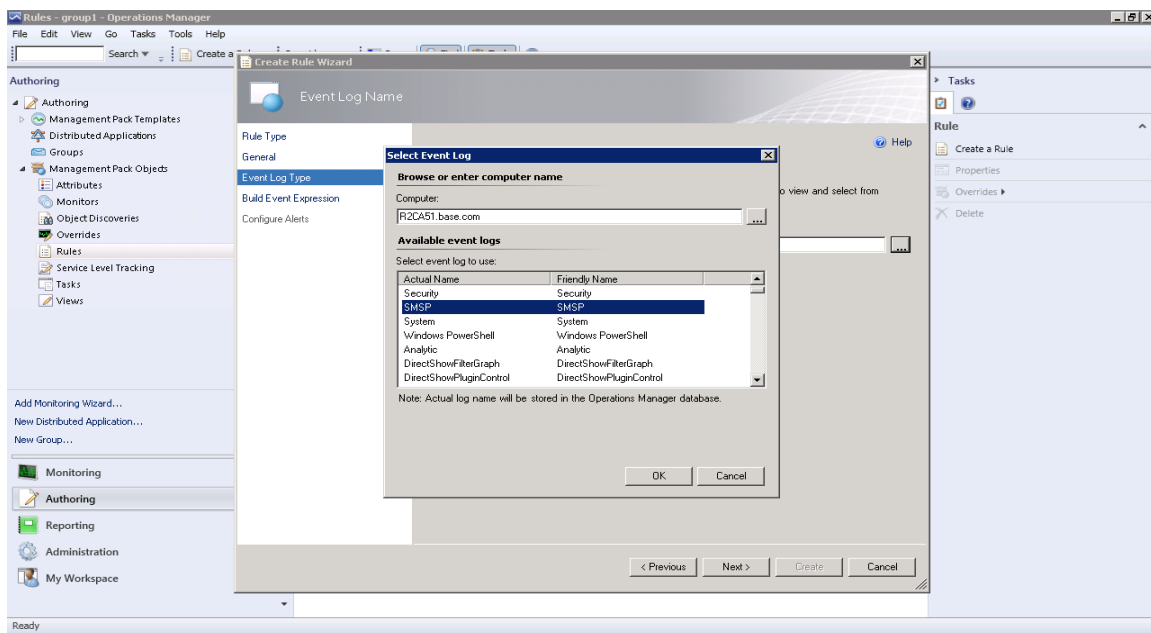 Rules - group1 - Operations Manager
File Edit View Go Tasks Tools Help
Search Create a
Authoring
Authoring
Management Pack Templates
Distributed Applications
Groups
Management Pack Objects
Attributes
Monitors
Object Discoveries
Overrides
Rules
Service Level Tracking
Tasks
Views
Add Monitoring Wizard...
New Distributed Application...
New Group...
Monitoring
Authoring
Reporting
Administration
My Workspace
Ready
Create Rule Wizard
Event Log Name
Rule Type
General
Event Log Type
Build Event Expression
Configure Alerts
Help
o view and select from
...
Select Event Log
Browse or enter computer name
Computer:
R2CA51.base.com
...
Available event logs
Select event log to use:
Actual Name Friendly Name
Security Security
SMSP SMSP
System System
Windows PowerShell Windows PowerShell
Analytic Analytic
DirectShowFilterGraph DirectShowFilterGraph
DirectShowPluginControl DirectShowPluginControl
Note: Actual log name will be stored in the Operations Manager database.
OK Cancel
< Previous Next > Create Cancel
Tasks
Rule
Create a Rule
Properties
Overrides
Delete